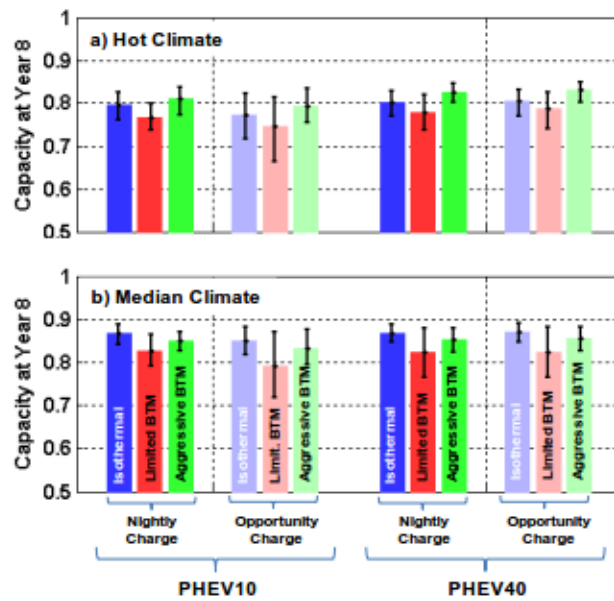 a) Hot Climate
Capacity at Year 8
1
0.9
0.8
0.7
0.6
0.5
b) Median Climate
Capacity at Year 8
1
0.9
0.8
0.7
0.6
0.5
Isothermal
Limited BTM
Aggressive BTM
Isothermal
Limit. BTM
Aggressive BTM
Isothermal
Limited BTM
Aggressive BTM
Isothermal
Limited BTM
Aggressive BTM
Nightly
Charge
Opportunity
Charge
Nightly
Charge
Opportunity
Charge
PHEV10
PHEV40